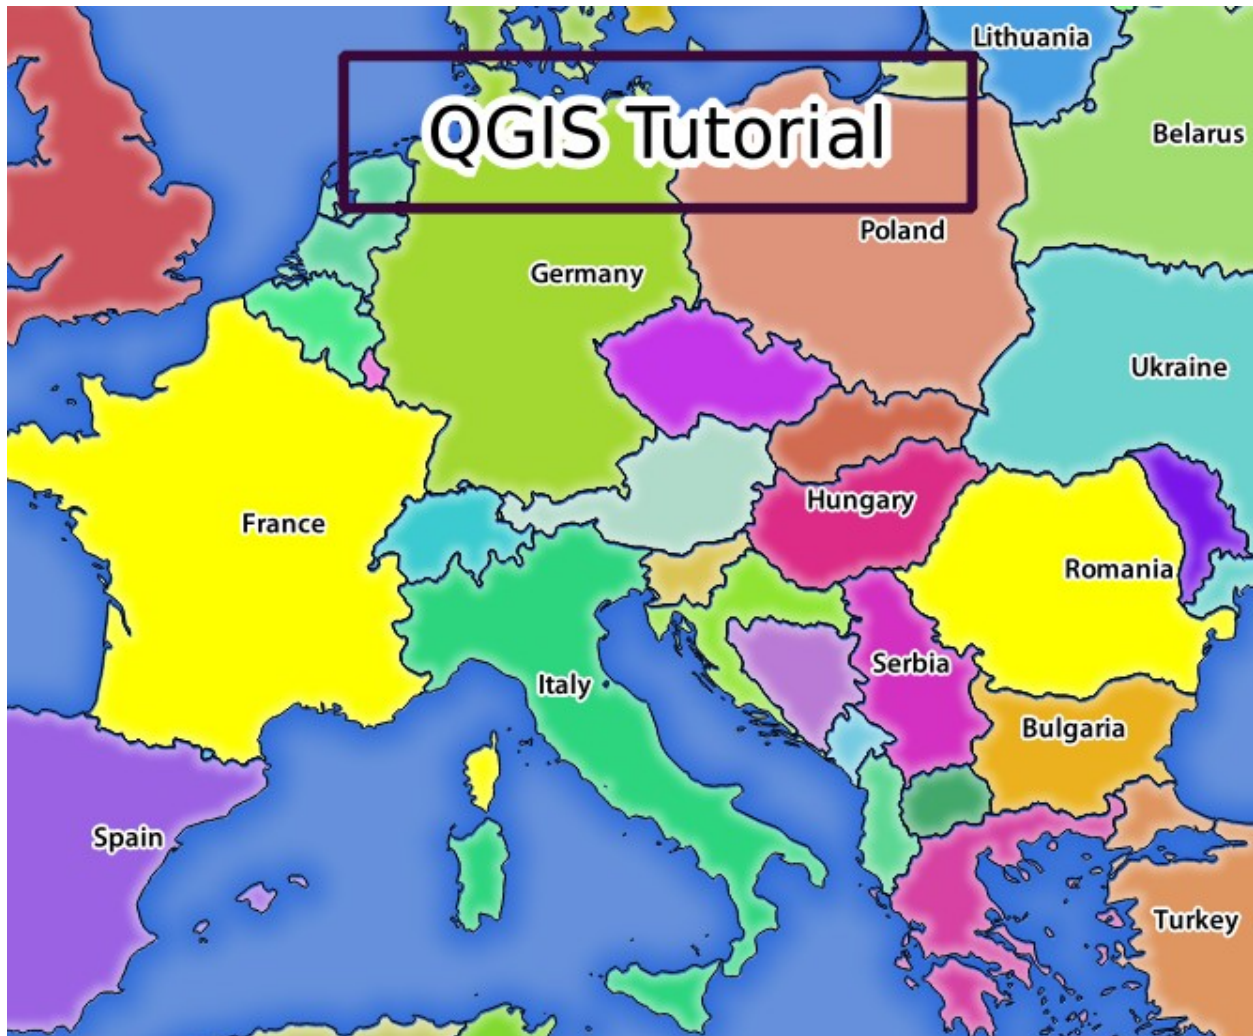 Lithuania
QGIS Tutorial
Belarus
Poland
Germany
Ukraine
Hungary
France
Romania
Serbia
Italy
Bulgaria
Spain
Turkey